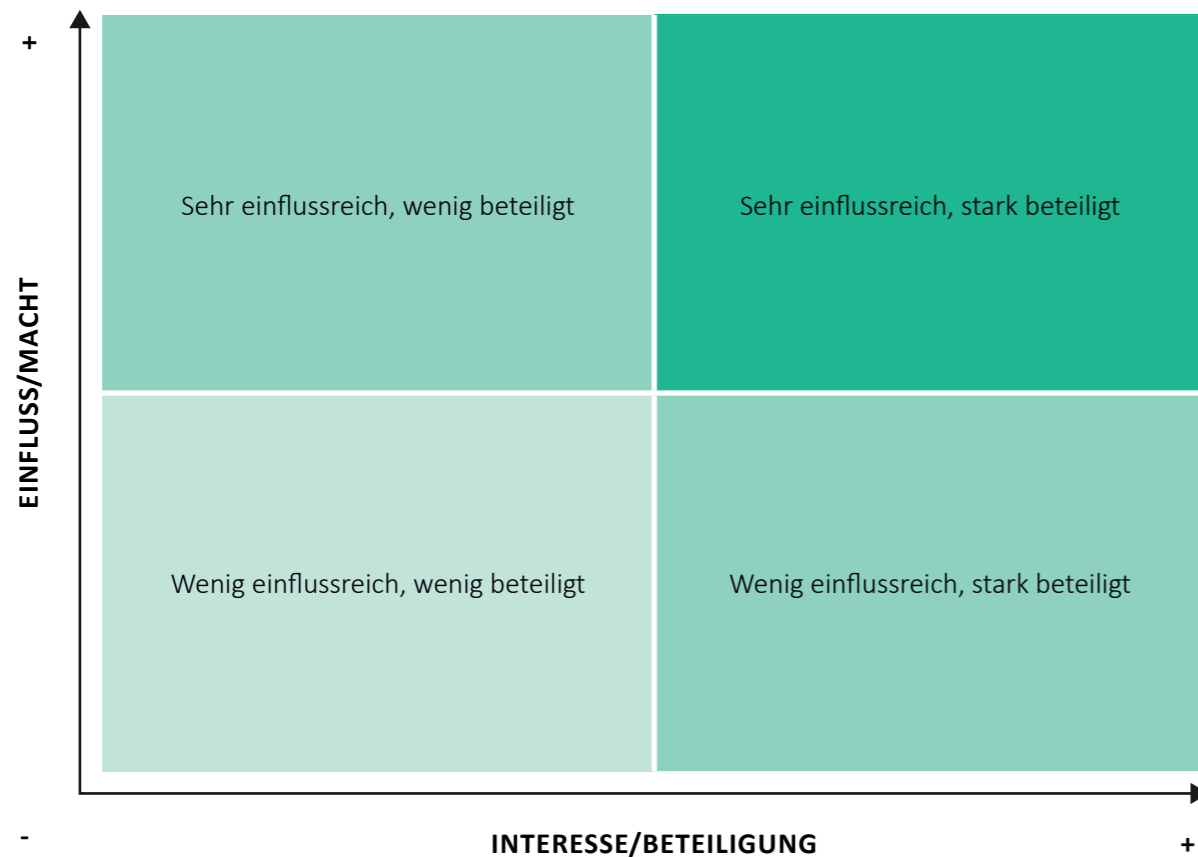 +
Sehr einflussreich, wenig beteiligt
Sehr einflussreich, stark beteiligt
EINFLUSS/MACHT
Wenig einflussreich, wenig beteiligt
Wenig einflussreich, stark beteiligt
-
INTERESSE/BETEILIGUNG
+